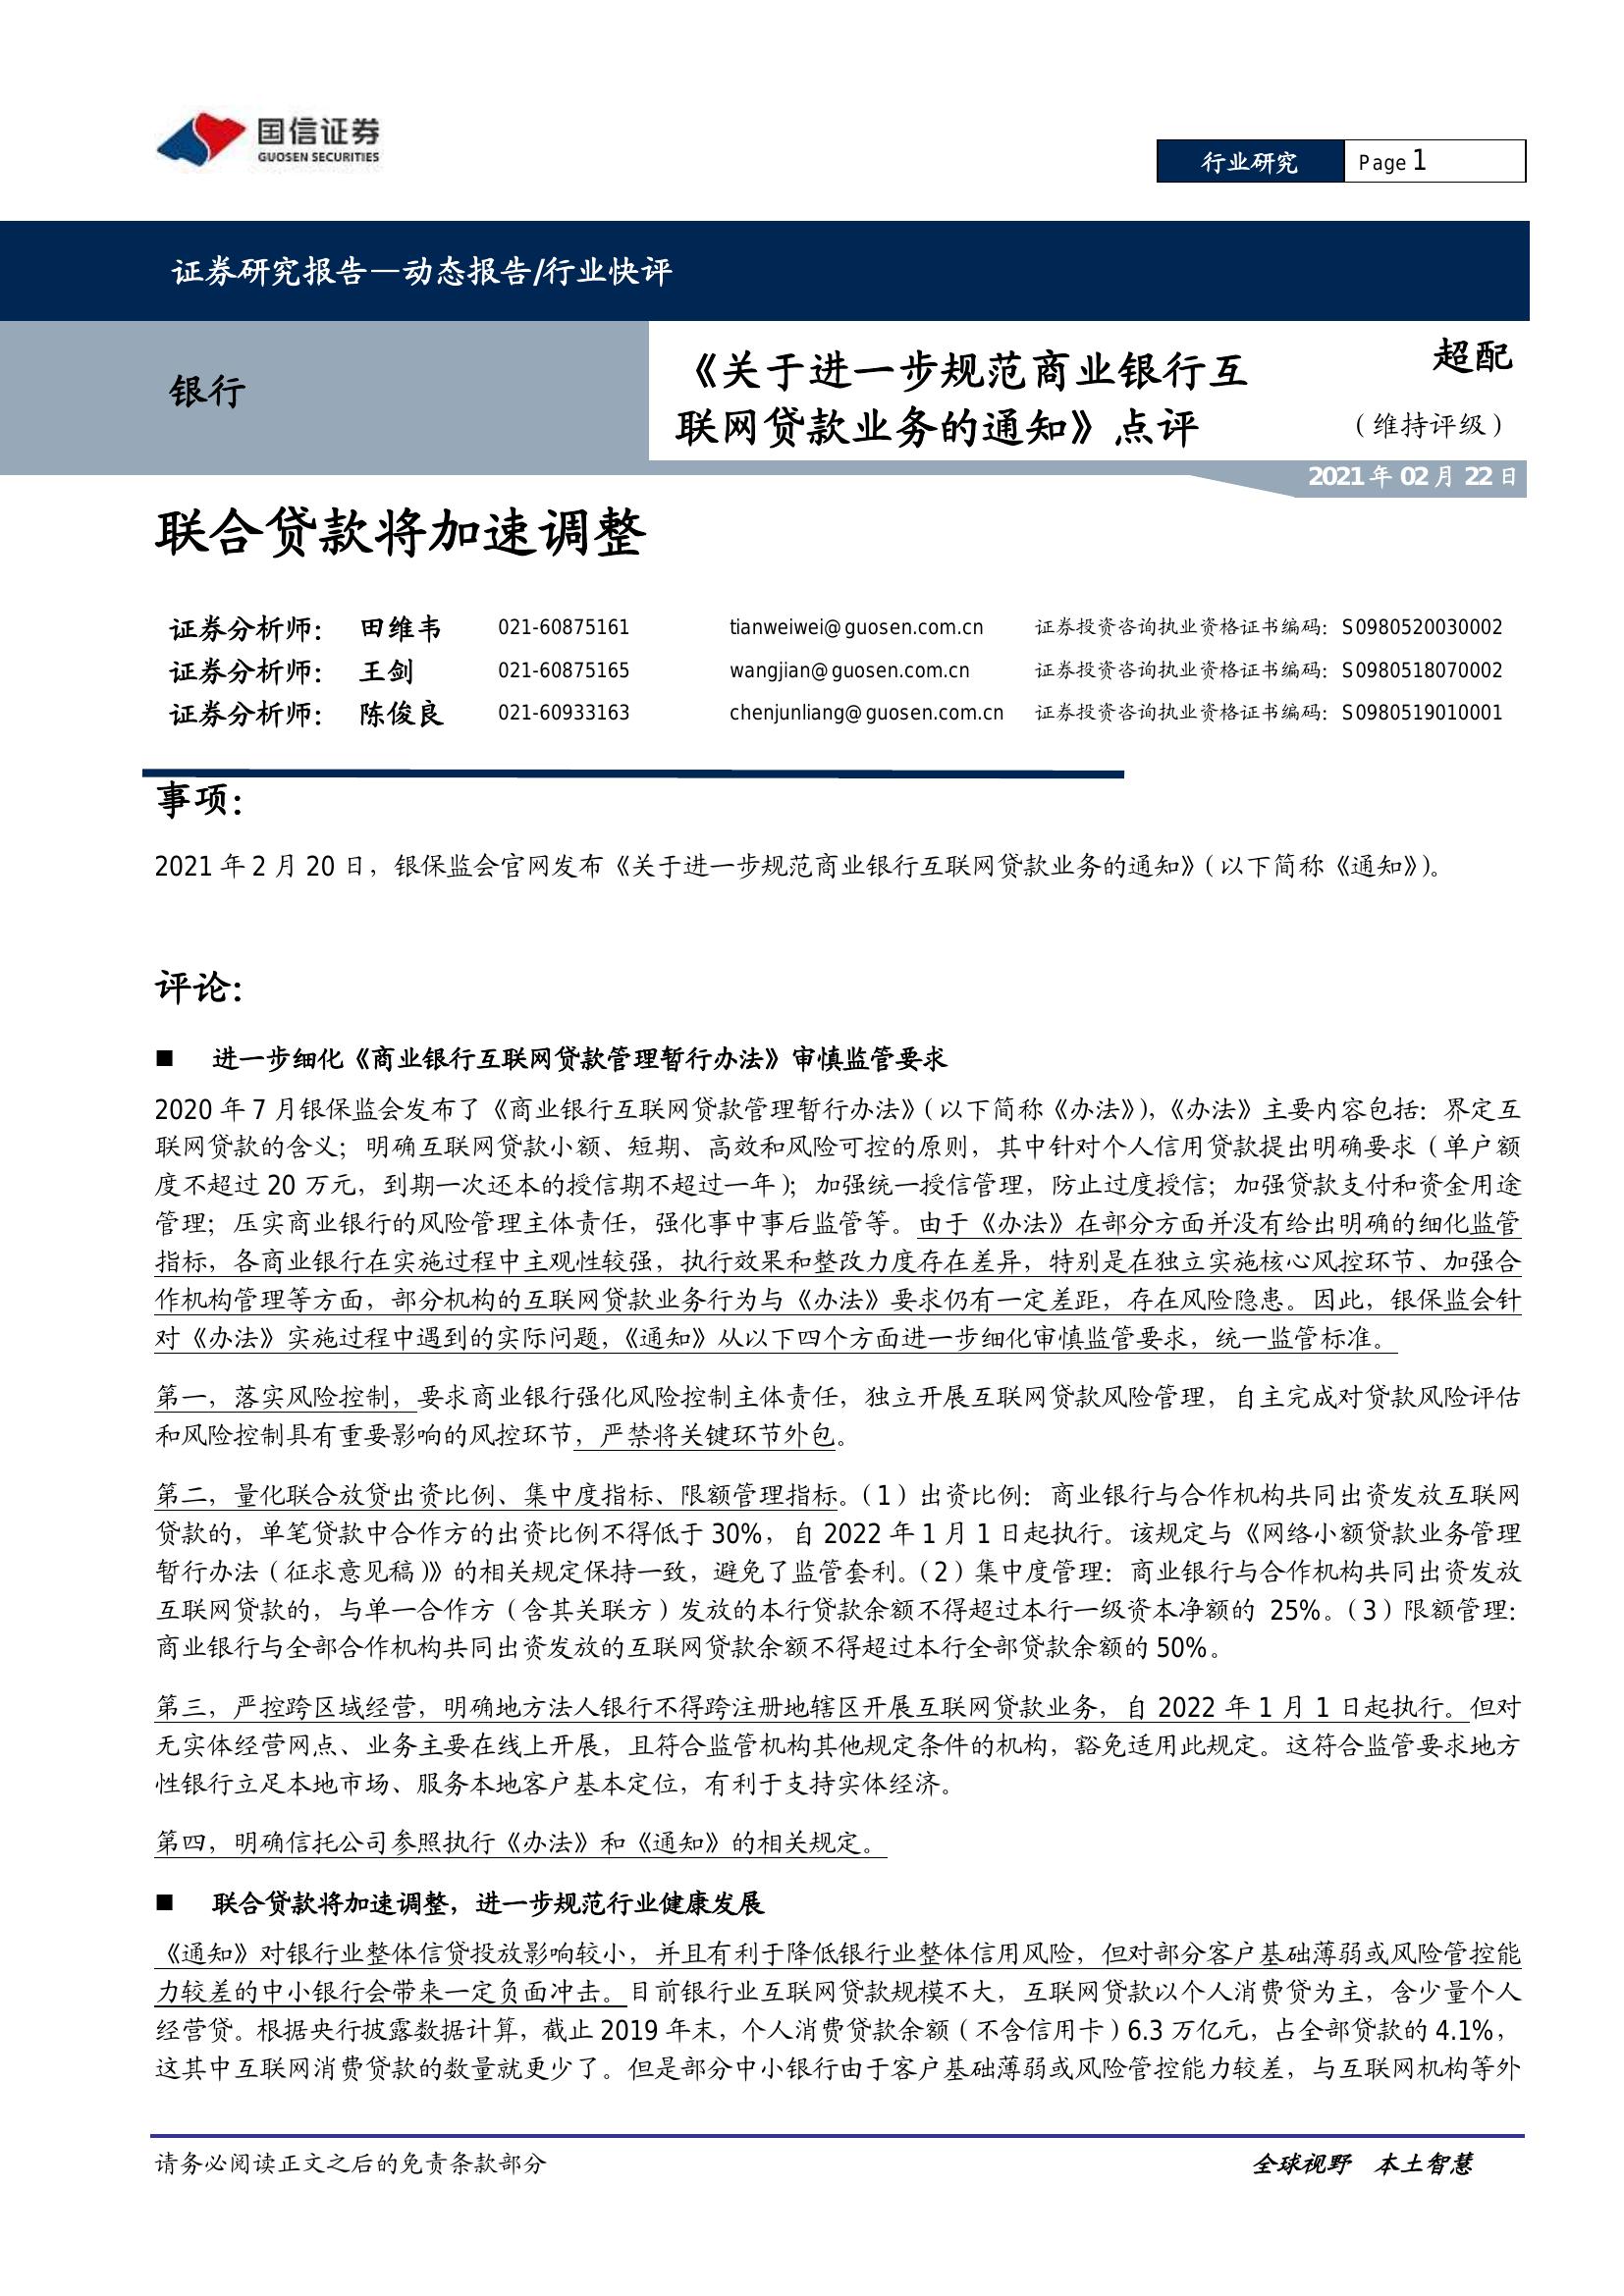 国信证券
GUOSEN SECURITIES
行业研究
Page 1
证券研究报告—动态报告/行业快评
银行
《关于进一步规范商业银行互
联网贷款业务的通知》点评
超配
（维持评级）
2021年02月22日
联合贷款将加速调整
证券分析师： 田维韦 021-60875161 tianweiwei@guosen.com.cn 证券投资咨询执业资格证书编码：S0980520030002
证券分析师： 王剑 021-60875165 wangjian@guosen.com.cn 证券投资咨询执业资格证书编码：S0980518070002
证券分析师： 陈俊良 021-60933163 chenjunliang@guosen.com.cn 证券投资咨询执业资格证书编码：S0980519010001
事项：
2021 年 2 月 20 日，银保监会官网发布《关于进一步规范商业银行互联网贷款业务的通知》（以下简称《通知》）。
评论：
■ 进一步细化《商业银行互联网贷款管理暂行办法》审慎监管要求
2020 年 7 月银保监会发布了《商业银行互联网贷款管理暂行办法》（以下简称《办法》），《办法》主要内容包括：界定互
联网贷款的含义；明确互联网贷款小额、短期、高效和风险可控的原则，其中针对个人信用贷款提出明确要求（单户额
度不超过 20 万元，到期一次还本的授信期不超过一年）；加强统一授信管理，防止过度授信；加强贷款支付和资金用途
管理；压实商业银行的风险管理主体责任，强化事中事后监管等。由于《办法》在部分方面并没有给出明确的细化监管
指标，各商业银行在实施过程中主观性较强，执行效果和整改力度存在差异，特别是在独立实施核心风控环节、加强合
作机构管理等方面，部分机构的互联网贷款业务行为与《办法》要求仍有一定差距，存在风险隐患。因此，银保监会针
对《办法》实施过程中遇到的实际问题，《通知》从以下四个方面进一步细化审慎监管要求，统一监管标准。
第一，落实风险控制，要求商业银行强化风险控制主体责任，独立开展互联网贷款风险管理，自主完成对贷款风险评估
和风险控制具有重要影响的风控环节，严禁将关键环节外包。
第二，量化联合放贷出资比例、集中度指标、限额管理指标。（1）出资比例：商业银行与合作机构共同出资发放互联网
贷款的，单笔贷款中合作方的出资比例不得低于 30%，自 2022 年 1 月 1 日起执行。该规定与《网络小额贷款业务管理
暂行办法（征求意见稿）》的相关规定保持一致，避免了监管套利。（2）集中度管理：商业银行与合作机构共同出资发放
互联网贷款的，与单一合作方（含其关联方）发放的本行贷款余额不得超过本行一级资本净额的 25%。（3）限额管理：
商业银行与全部合作机构共同出资发放的互联网贷款余额不得超过本行全部贷款余额的 50%。
第三，严控跨区域经营，明确地方法人银行不得跨注册地辖区开展互联网贷款业务，自 2022 年 1 月 1 日起执行。但对
无实体经营网点、业务主要在线上开展，且符合监管机构其他规定条件的机构，豁免适用此规定。这符合监管要求地方
性银行立足本地市场、服务本地客户基本定位，有利于支持实体经济。
第四，明确信托公司参照执行《办法》和《通知》的相关规定。
■ 联合贷款将加速调整，进一步规范行业健康发展
《通知》对银行业整体信贷投放影响较小，并且有利于降低银行业整体信用风险，但对部分客户基础薄弱或风险管控能
力较差的中小银行会带来一定负面冲击。目前银行业互联网贷款规模不大，互联网贷款以个人消费贷为主，含少量个人
经营贷。根据央行披露数据计算，截止 2019 年末，个人消费贷款余额（不含信用卡）6.3 万亿元，占全部贷款的 4.1%，
这其中互联网消费贷款的数量就更少了。但是部分中小银行由于客户基础薄弱或风险管控能力较差，与互联网机构等外
请务必阅读正文之后的免责条款部分
全球视野 本土智慧